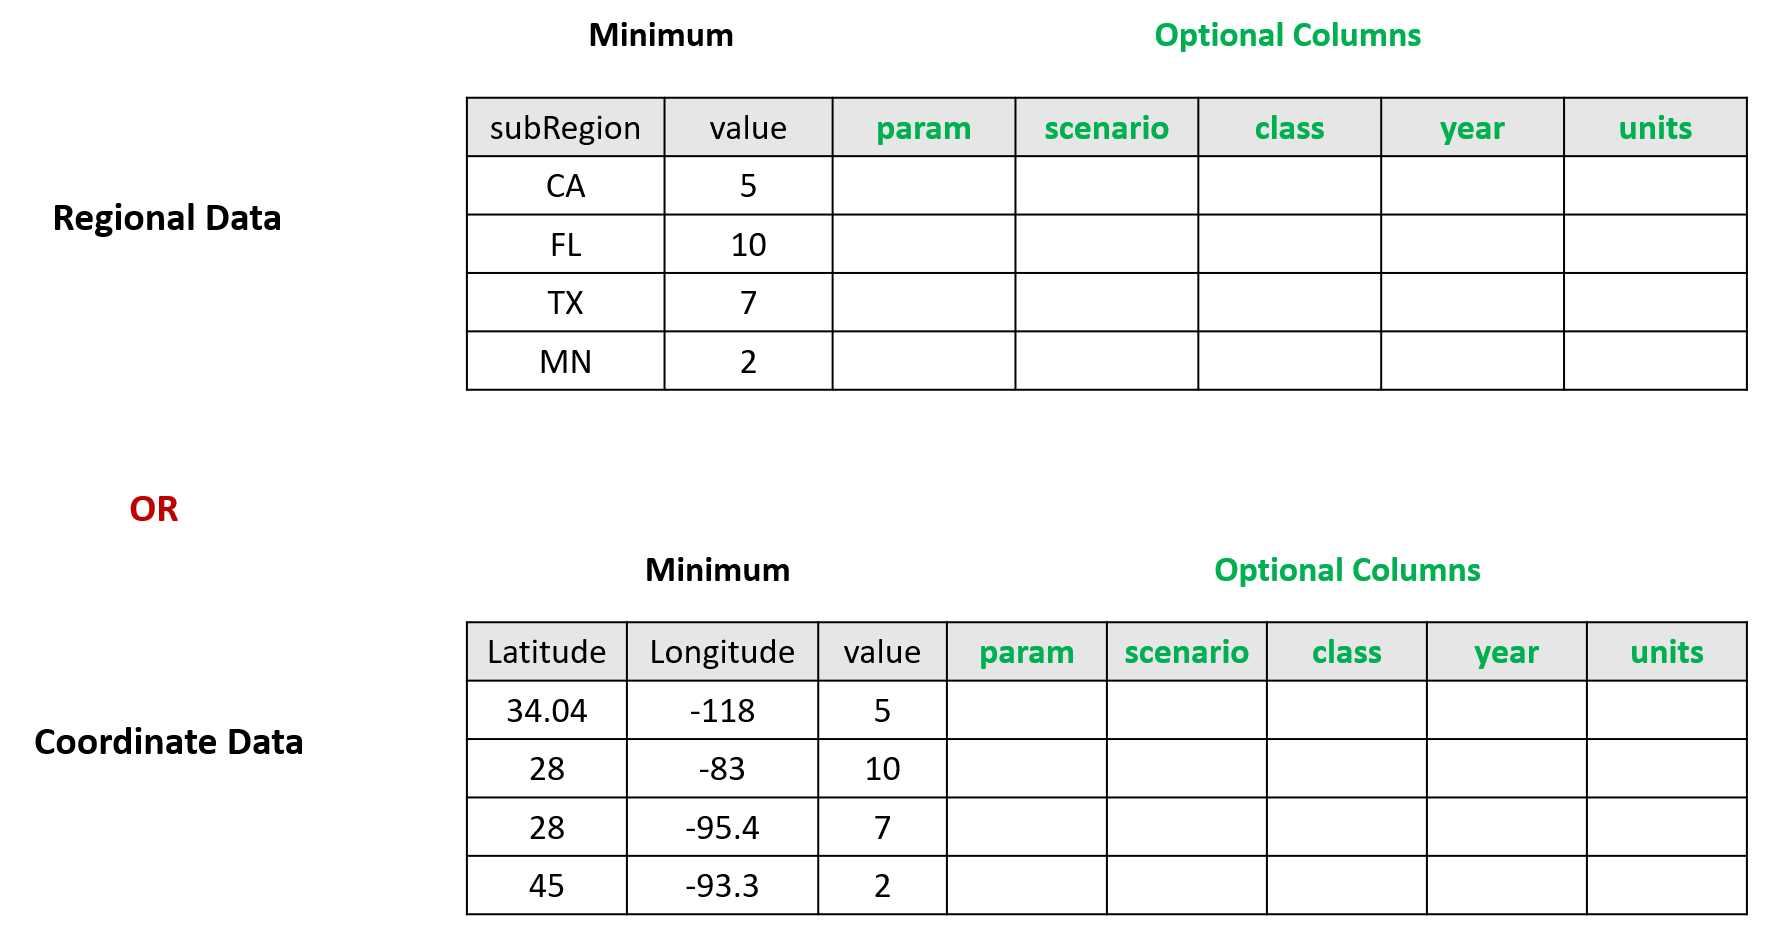 Minimum Optional Columns
subRegion value param scenario class year units
CA 5
Regional Data
FL 10
TX 7
MN 2
OR
Minimum Optional Columns
Latitude Longitude value param scenario class year units
34.04 -118 5
Coordinate Data
28 -83 10
28 -95.4 7
45 -93.3 2